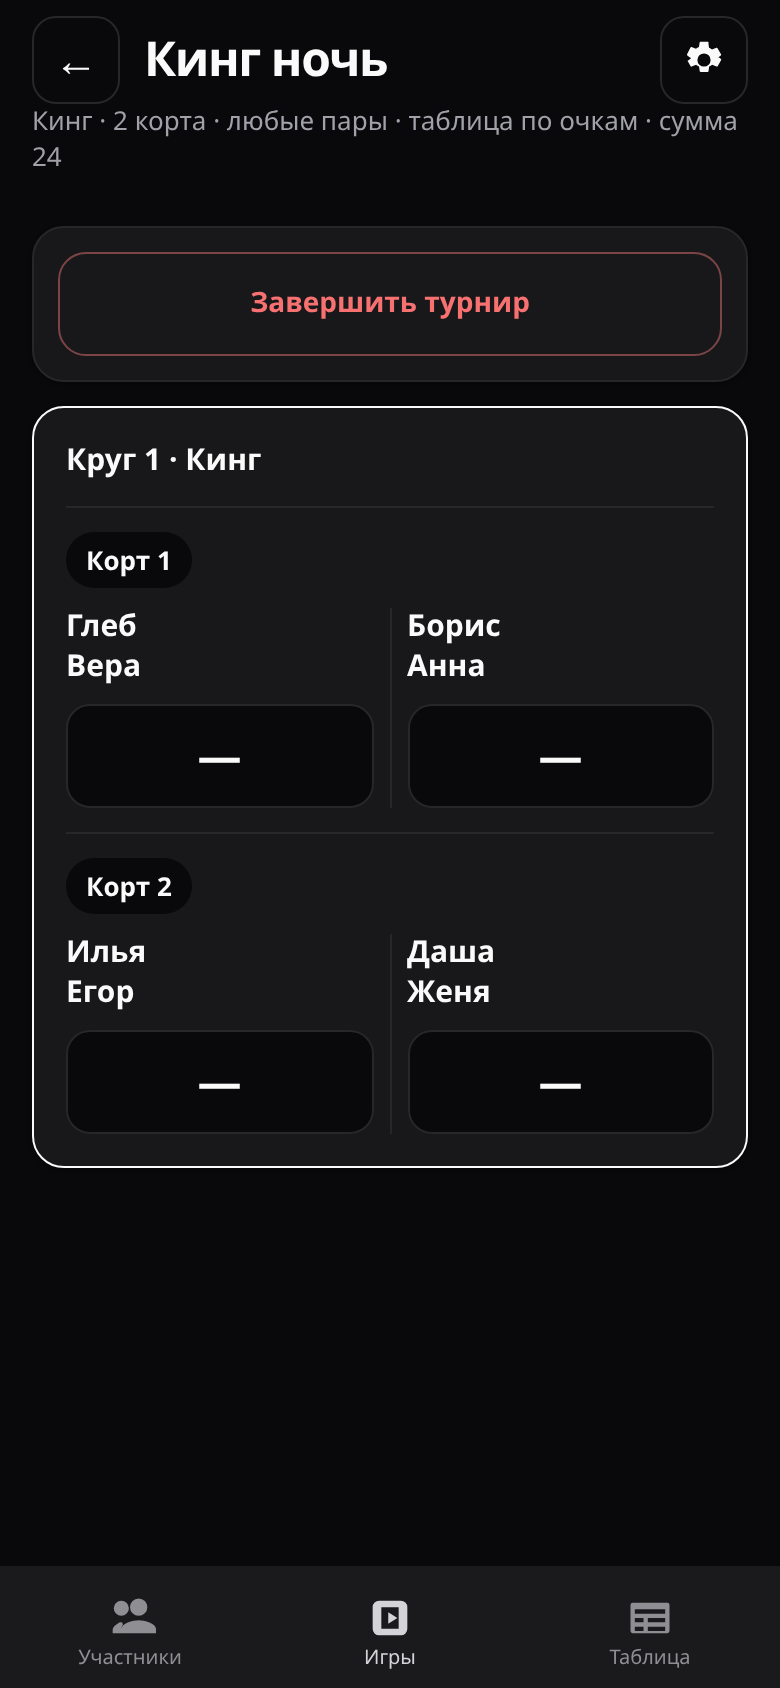 ←
Кинг ночь
Кинг · 2 корта · любые пары · таблица по очкам · сумма
24
Завершить турнир
Круг 1 · Кинг
Корт 1
Глеб
Вера
Борис
Анна
—
—
Корт 2
Илья
Егор
Даша
Женя
—
—
Участники
Игры
Таблица